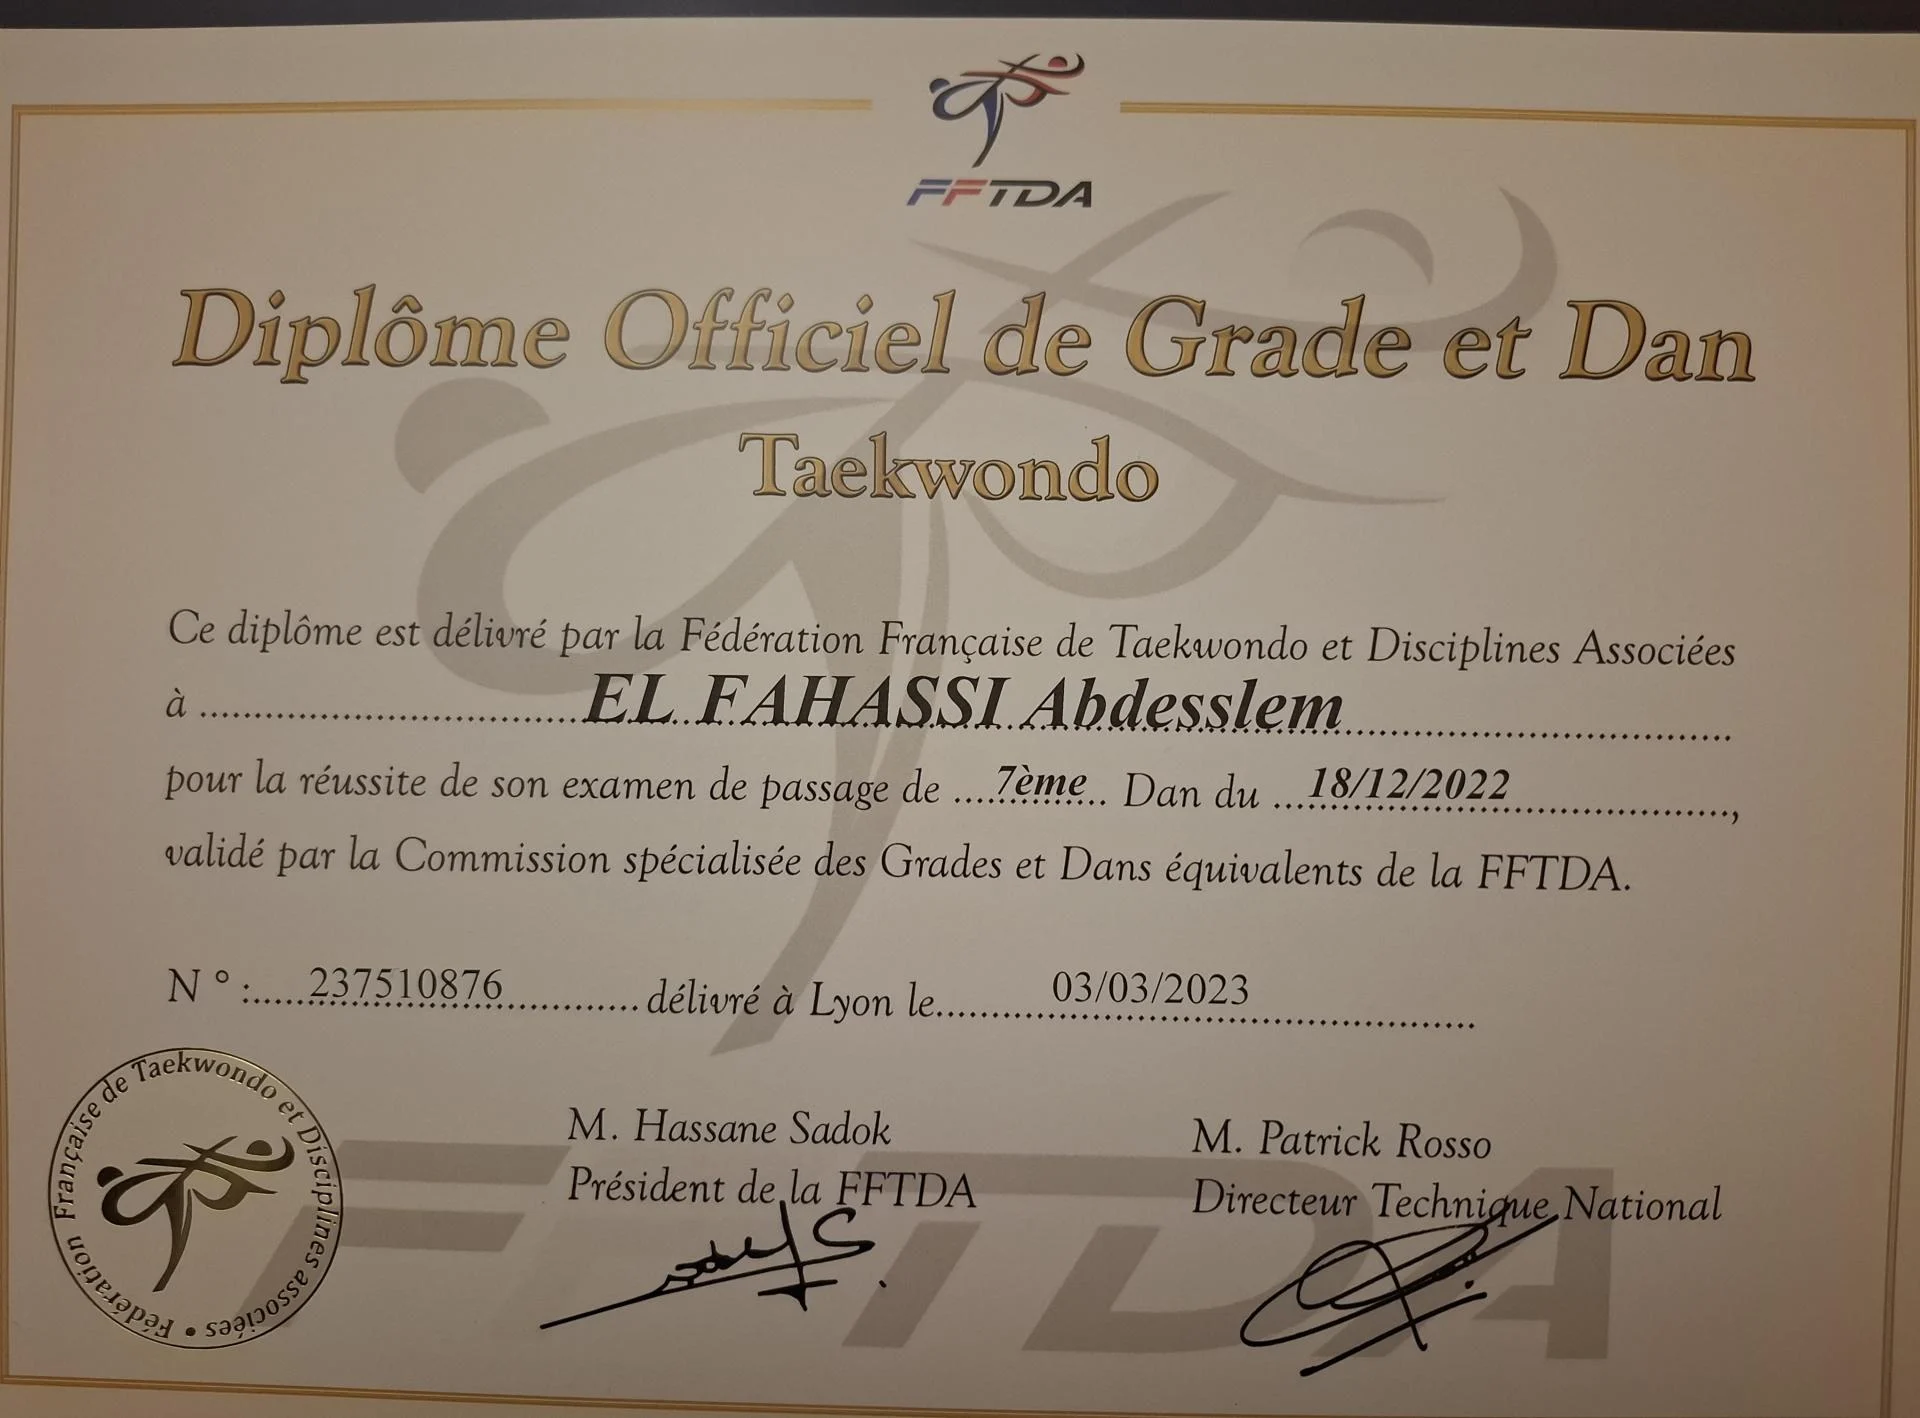 FFTDA
Diplôme Officiel de Grade et Dan
Taekwondo
Ce diplôme est délivré par la Fédération Française de Taekwondo et Disciplines Associées
à ........................................EL FAHASSI Abdesslem........................................
pour la réussite de son examen de passage de ....7ème.. Dan du ...18/12/2022....................,
validé par la Commission spécialisée des Grades et Dans équivalents de la FFTDA.
N° :.....237510876............délivré à Lyon le...........03/03/2023....................
M. Hassane Sadok
Président de la FFTDA
M. Patrick Rosso
Directeur Technique National
Fédération Française de Taekwondo et Disciplines associées •
FFTDA